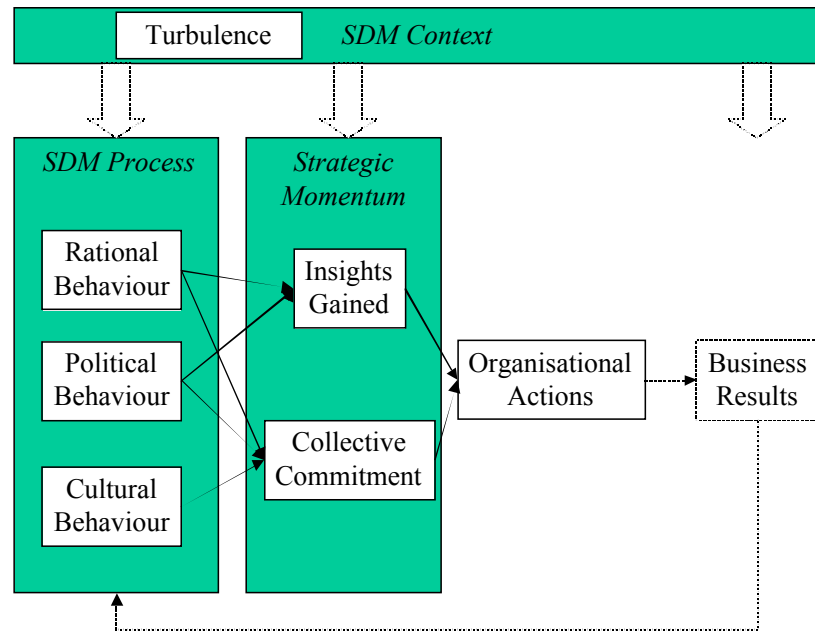 Turbulence SDM Context
SDM Process
Strategic
Momentum
Rational
Behaviour
Insights
Gained
Political
Behaviour
Organisational
Actions
Business
Results
Collective
Commitment
Cultural
Behaviour